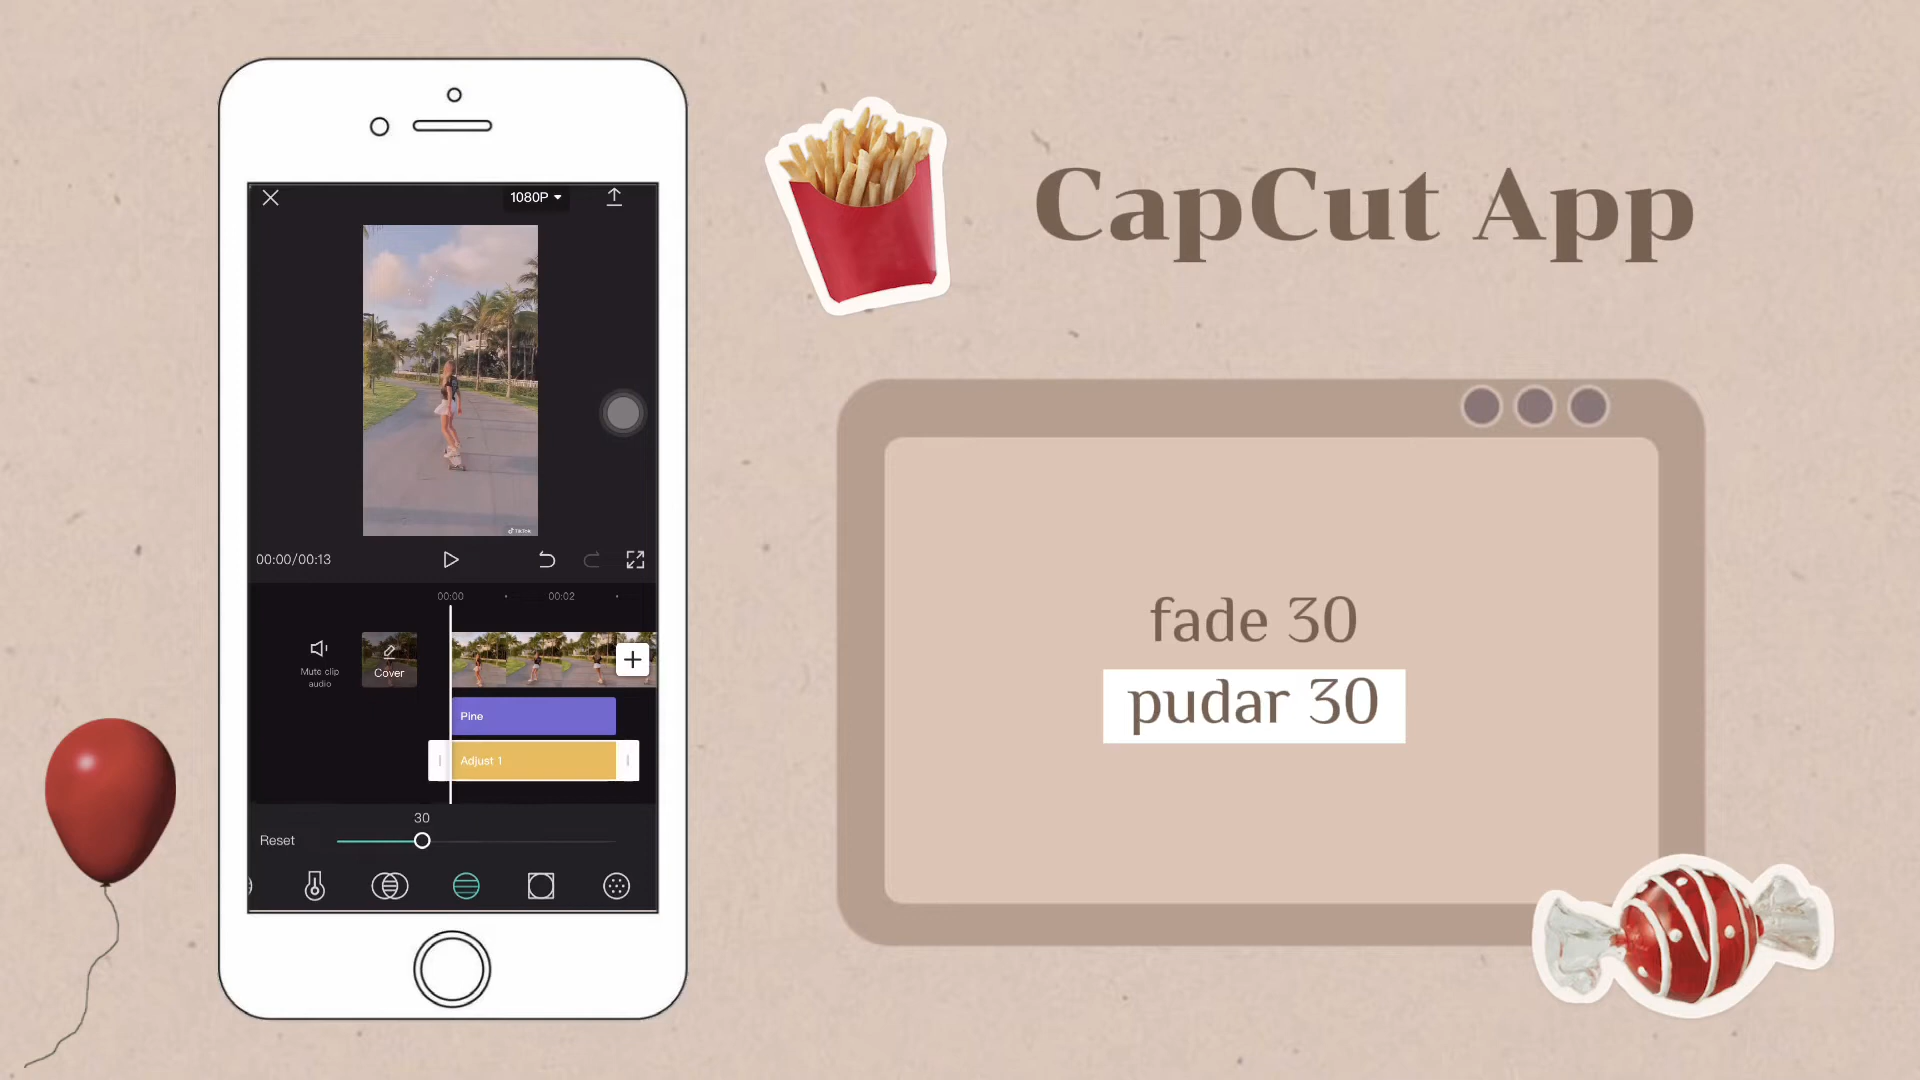 CapCut App
1080P
TikTok
00:00/00:13
00:00
00:02
Mute clip
audio
Cover
Pine
Adjust 1
30
Reset
fade 30
pudar 30